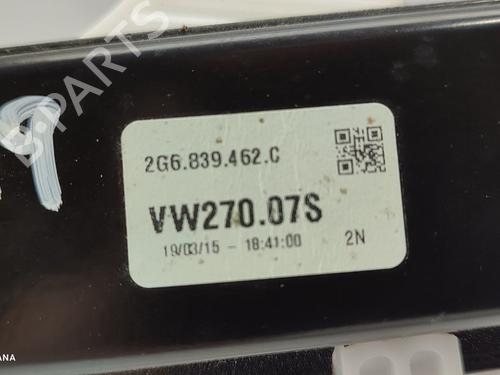 B-PARTS
2G6.839.462.C
VW270.07S
19/03/15 - 18:41:00 2N
ANA